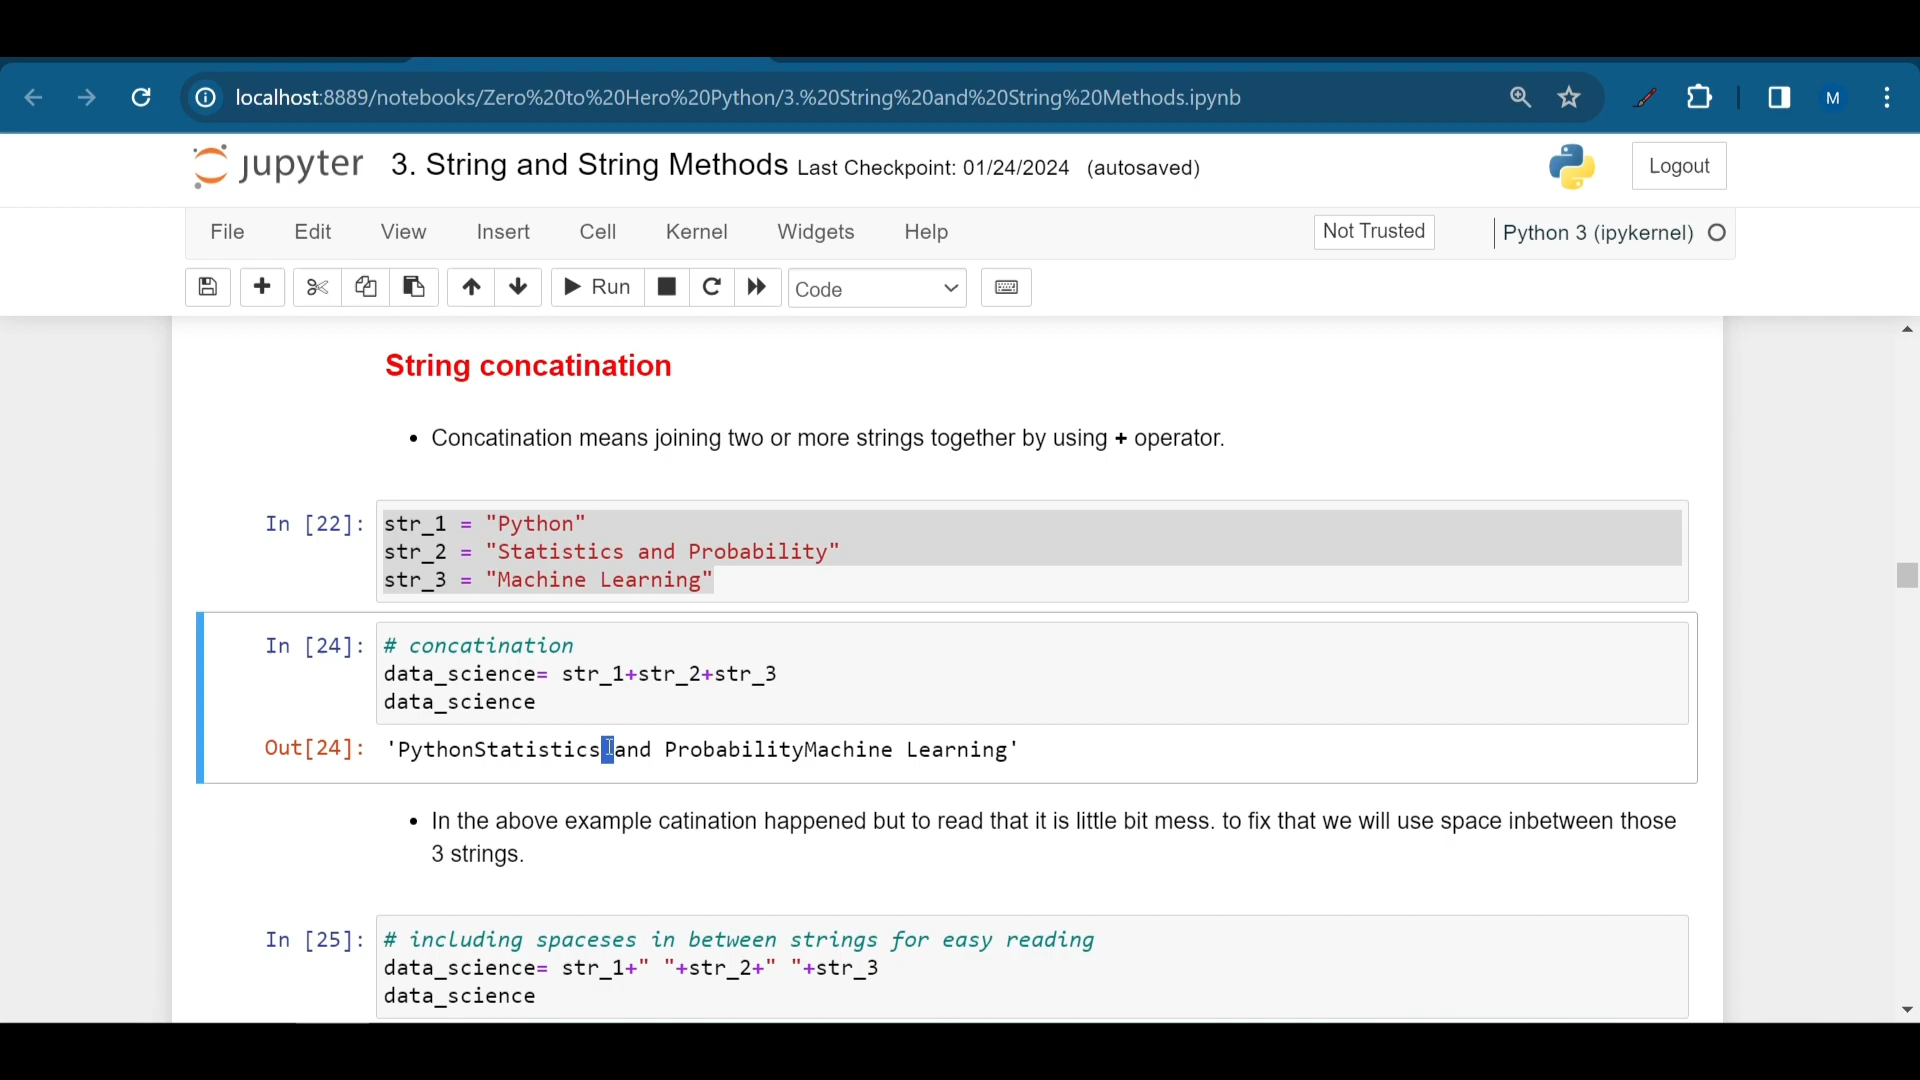 localhost:8889/notebooks/Zero%20to%20Hero%20Python/3.%20String%20and%20String%20Methods.ipynb
M
jupyter 3. String and String Methods Last Checkpoint: 01/24/2024 (autosaved)
Logout
File Edit View Insert Cell Kernel Widgets Help Not Trusted Python 3 (ipykernel)
Run Code
String concatination
• Concatination means joining two or more strings together by using + operator.
In [22]: str_1 = "Python"
str_2 = "Statistics and Probability"
str_3 = "Machine Learning"
In [24]: # concatination
data_science= str_1+str_2+str_3
data_science
Out[24]: 'PythonStatistics and ProbabilityMachine Learning'
• In the above example catination happened but to read that it is little bit mess. to fix that we will use space inbetween those
3 strings.
In [25]: # including spaceses in between strings for easy reading
data_science= str_1+" "+str_2+" "+str_3
data_science